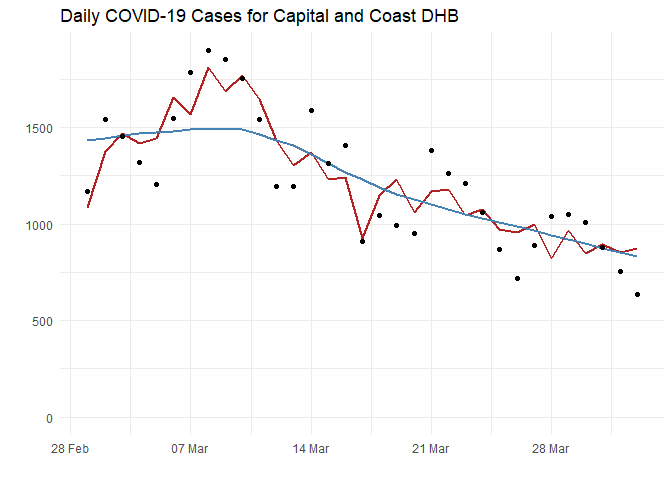 Daily COVID-19 Cases for Capital and Coast DHB
1500
1000
500
0
28 Feb
07 Mar
14 Mar
21 Mar
28 Mar